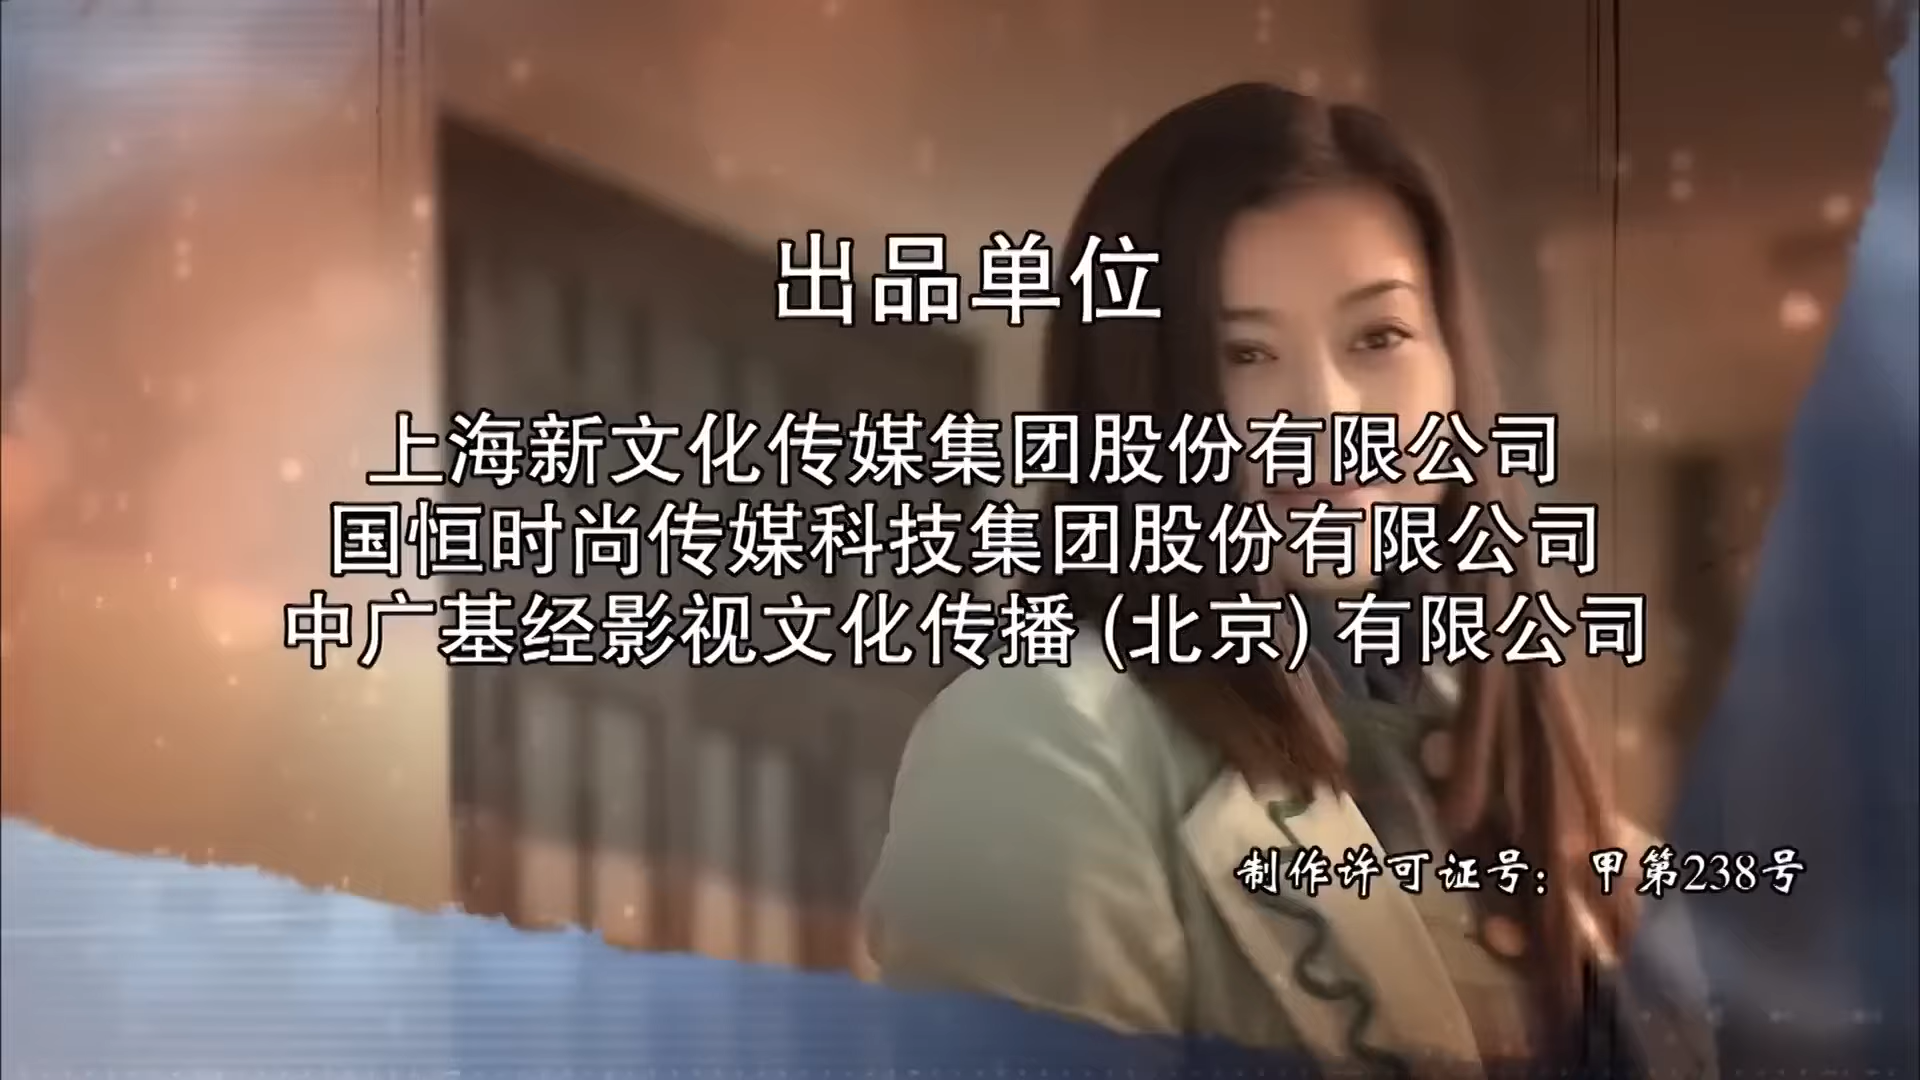 出品单位
上海新文化传媒集团股份有限公司
国恒时尚传媒科技集团股份有限公司
中广基经影视文化传播 (北京) 有限公司
制作许可证号：甲第238号